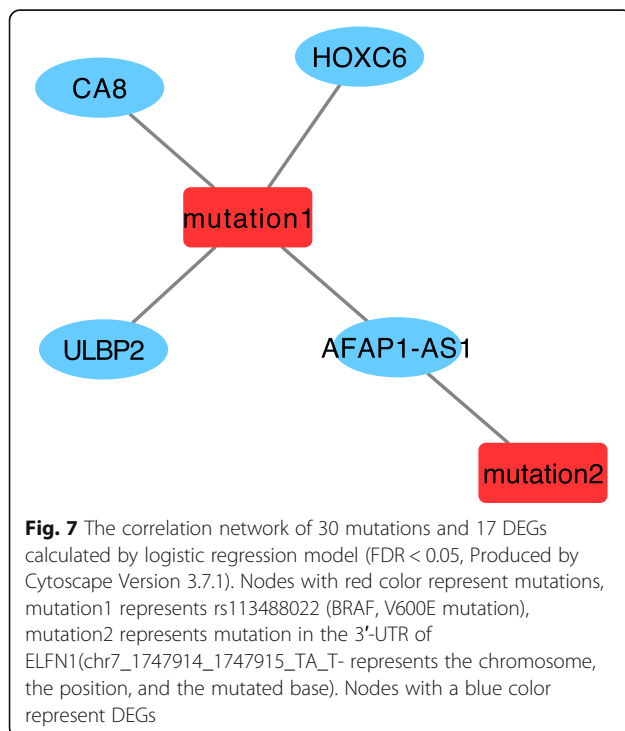 HOXC6
CA8
mutation1
ULBP2
AFAP1-AS1
mutation2
Fig. 7 The correlation network of 30 mutations and 17 DEGs
calculated by logistic regression model (FDR < 0.05, Produced by
Cytoscape Version 3.7.1). Nodes with red color represent mutations,
mutation1 represents rs113488022 (BRAF, V600E mutation),
mutation2 represents mutation in the 3′-UTR of
ELFN1(chr7_1747914_1747915_TA_T- represents the chromosome,
the position, and the mutated base). Nodes with a blue color
represent DEGs